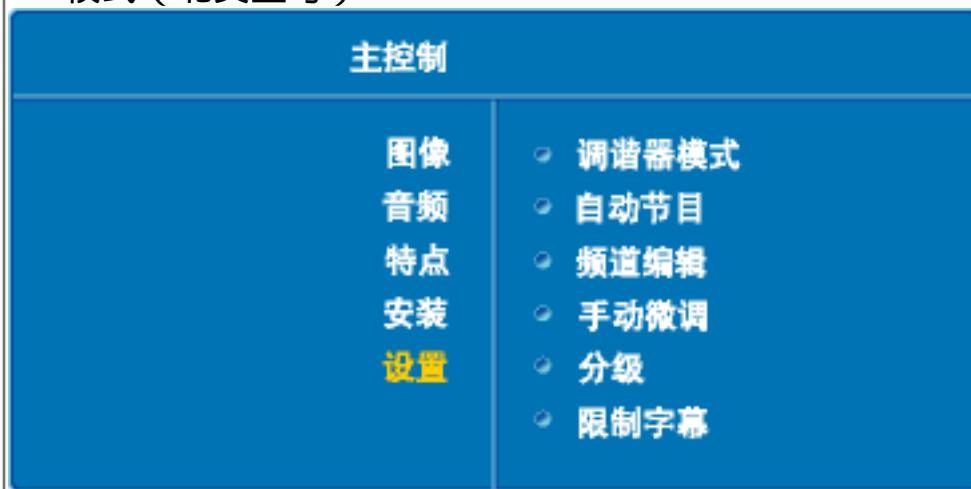 主控制
图像
音频
特点
安装
设置
调谐器模式
自动节目
频道编辑
手动微调
分级
限制字幕